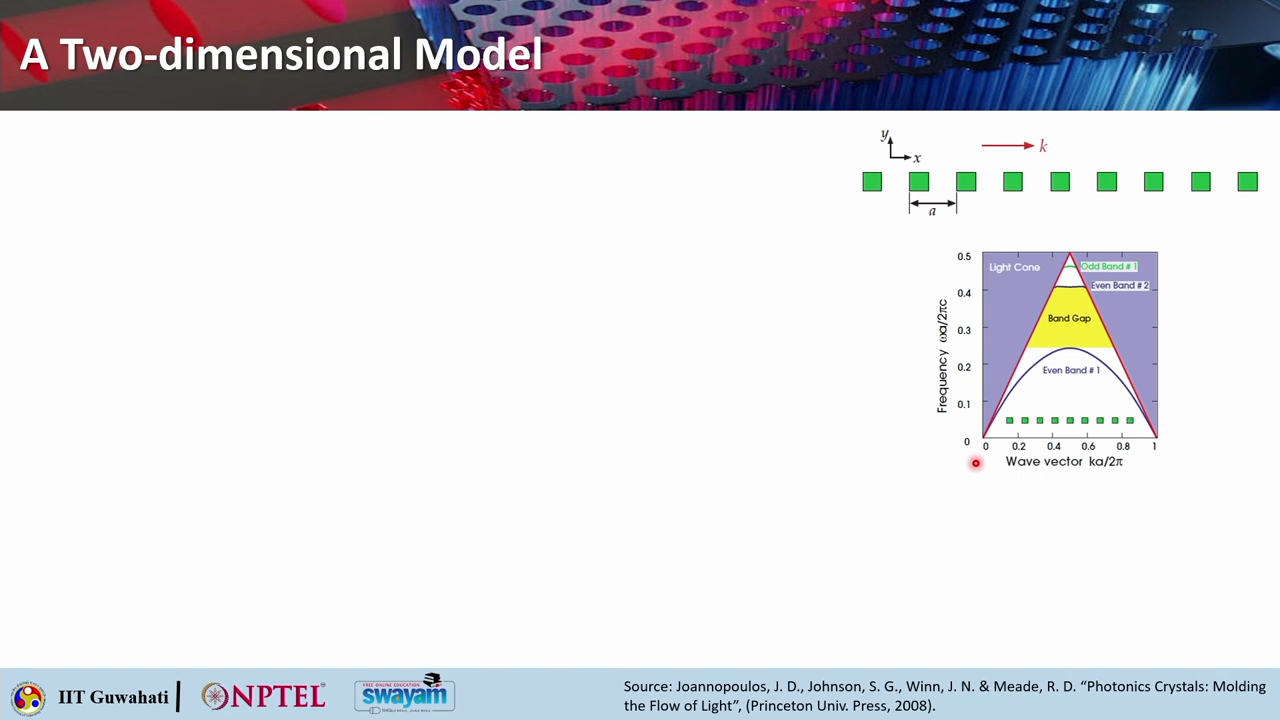 A Two-dimensional Model
y
x
k
a
0.5
0.4
0.3
0.2
0.1
0
Frequency ωa/2πc
Light Cone
Odd Band # 1
Even Band # 2
Band Gap
Even Band # 1
0 0.2 0.4 0.6 0.8 1
Wave vector ka/2π
IIT Guwahati
NPTEL
FREE ONLINE EDUCATION
swayam
Source: Joannopoulos, J. D., Johnson, S. G., Winn, J. N. & Meade, R. D. “Photonics Crystals: Molding
the Flow of Light”, (Princeton Univ. Press, 2008).